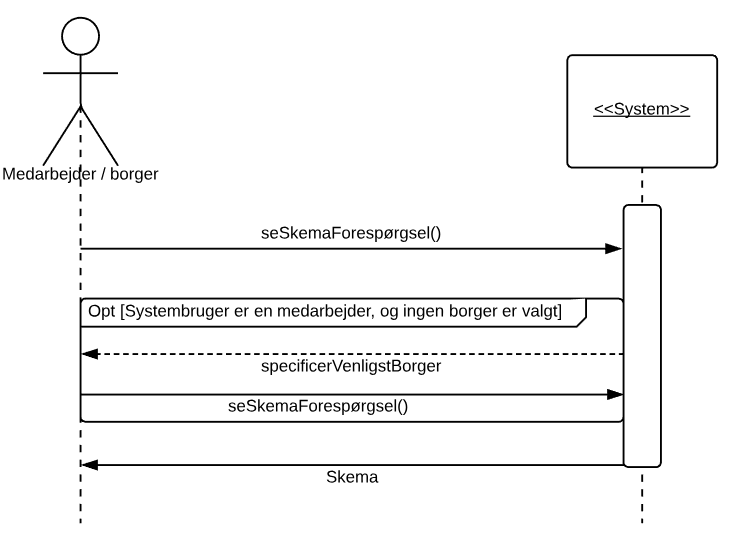 <<System>>
Medarbejder / borger
seSkemaForespørgsel()
Opt [Systembruger er en medarbejder, og ingen borger er valgt]
specificerVenligstBorger
seSkemaForespørgsel()
Skema